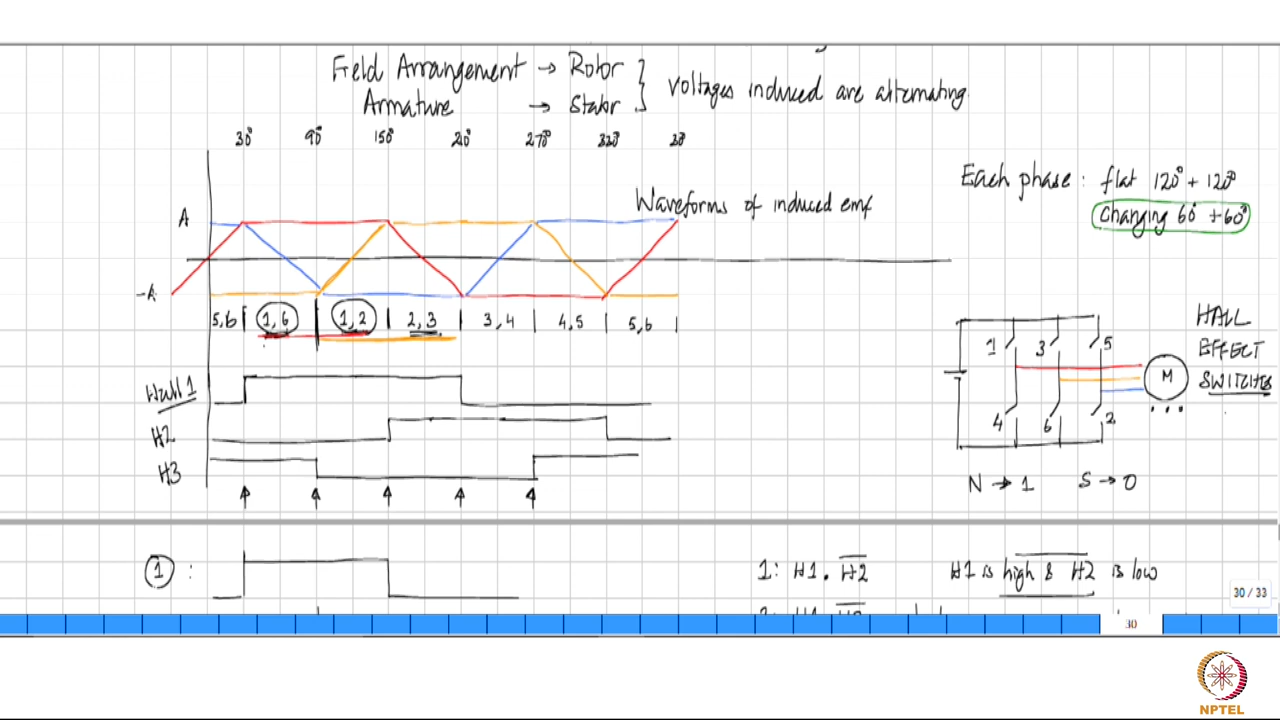 Field Arrangement → Rotor
Armature → Stator
Voltages induced are alternating.
30° 90° 150° 210° 270° 330° 30
Each phase : flat 120° + 120°
Changing 60° + 60°
Waveforms of induced emf
A
-A
5,6 1,6 1,2 2,3 3,4 4,5 5,6
Hall 1
H2
H3
1 3 5
4 6 2
M
HALL
EFFECT
SWITCHES
N → 1 S → 0
1 :
1: H1 . H̅2̅ H1 is high & H̅2̅ is low
30 / 33
30
NPTEL